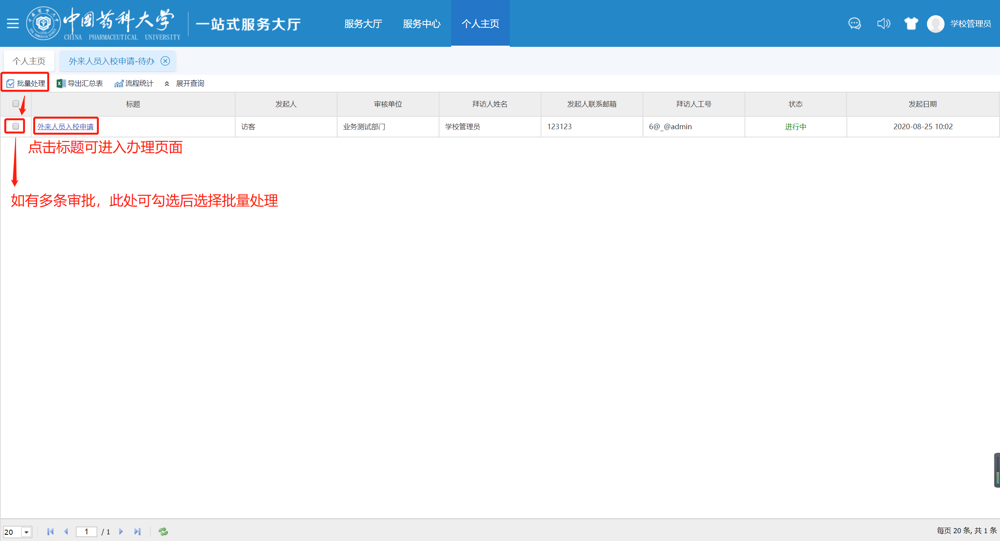 中國药科大学 一站式服务大厅 服务大厅 服务中心 个人主页 学校管理员
CHINA PHARMACEUTICAL UNIVERSITY
个人主页 外来人员入校申请-待办
批量处理 导出汇总表 流程统计 展开查询
标题 发起人 审核单位 拜访人姓名 发起人联系邮箱 拜访人工号 状态 发起日期
外来人员入校申请 访客 业务测试部门 学校管理员 123123 6@_@admin 进行中 2020-08-25 10:02
点击标题可进入办理页面
如有多条审批，此处可勾选后选择批量处理
20 1 / 1 每页 20 条, 共 1 条